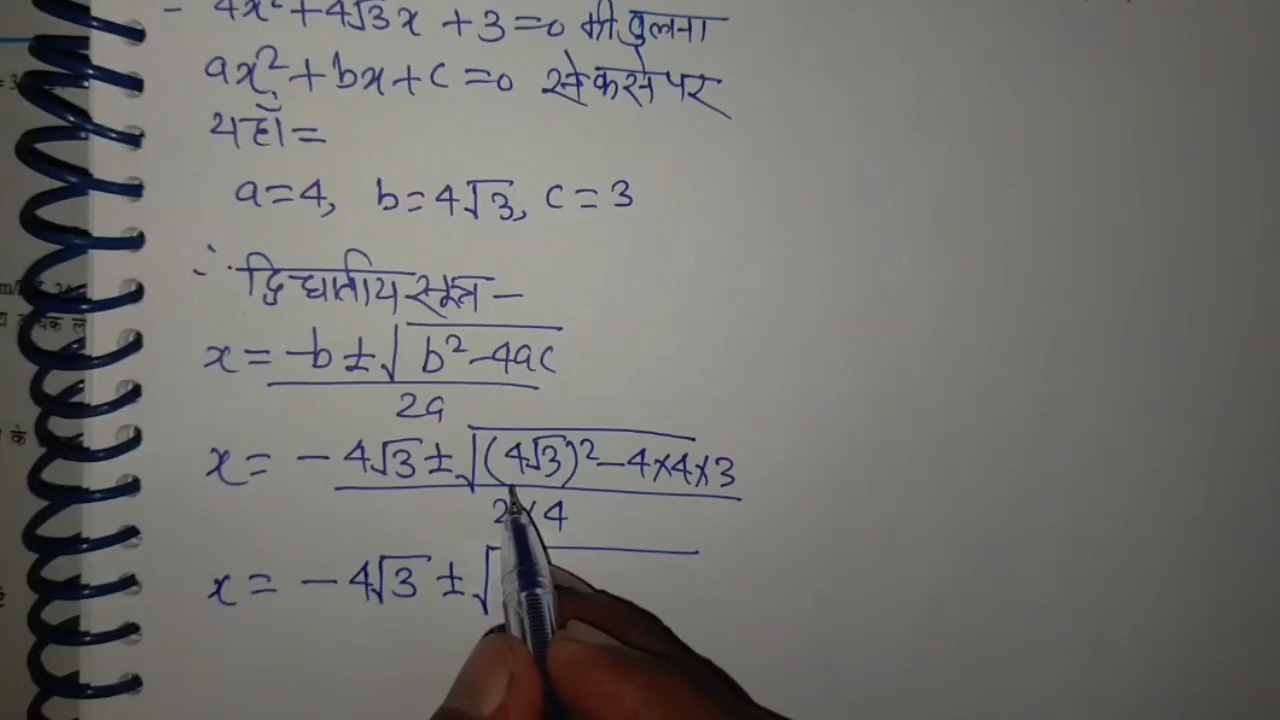 - 4x²+4√3x+3=0 की तुलना
ax²+bx+c=0 से करने पर
यहाँ=
a=4, b=4√3, c=3
∴ द्विघातीय सूत्र -
x = -b±√b²-4ac
2a
x = -4√3±√(4√3)²-4×4×3
2×4
x = -4√3±√